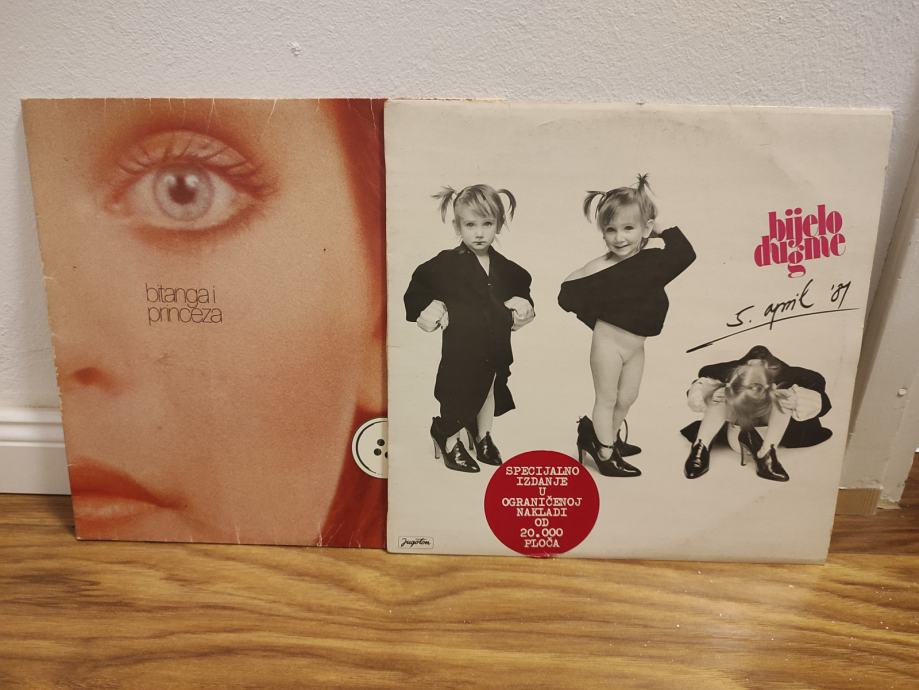 bitanga i
princeza
bijelo
dugme
5. april '81
SPECIJALNO
IZDANJE
U
OGRANIČENOJ
NAKLADI
OD
20.000
PLOČA
Jugoton